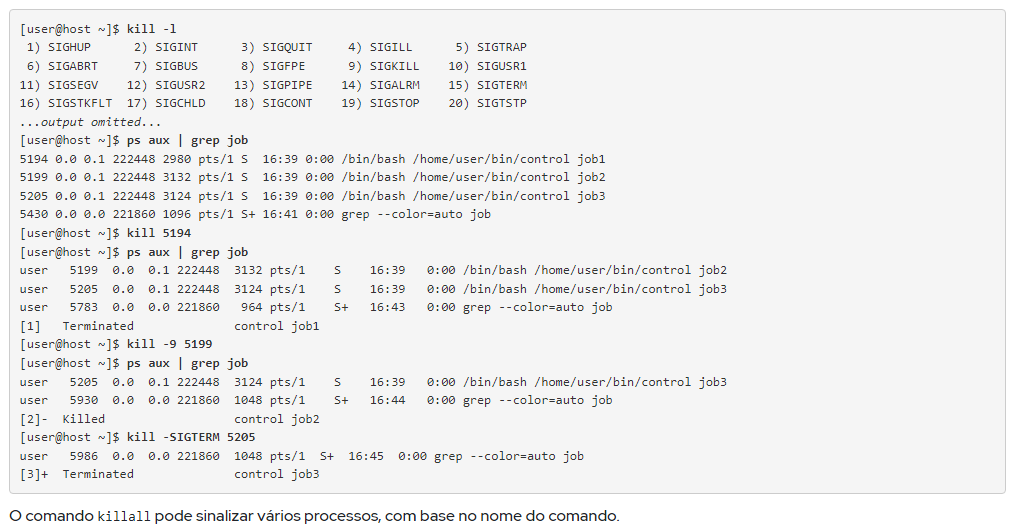 [user@host ~]$ kill -l
 1) SIGHUP      2) SIGINT      3) SIGQUIT     4) SIGILL      5) SIGTRAP
 6) SIGABRT     7) SIGBUS      8) SIGFPE      9) SIGKILL    10) SIGUSR1
11) SIGSEGV    12) SIGUSR2    13) SIGPIPE    14) SIGALRM    15) SIGTERM
16) SIGSTKFLT  17) SIGCHLD    18) SIGCONT    19) SIGSTOP    20) SIGTSTP
...output omitted...
[user@host ~]$ ps aux | grep job
5194 0.0 0.1 222448 2980 pts/1 S  16:39 0:00 /bin/bash /home/user/bin/control job1
5199 0.0 0.1 222448 3132 pts/1 S  16:39 0:00 /bin/bash /home/user/bin/control job2
5205 0.0 0.1 222448 3124 pts/1 S  16:39 0:00 /bin/bash /home/user/bin/control job3
5430 0.0 0.0 221860 1096 pts/1 S+ 16:41 0:00 grep --color=auto job
[user@host ~]$ kill 5194
[user@host ~]$ ps aux | grep job
user   5199  0.0  0.1 222448  3132 pts/1    S    16:39   0:00 /bin/bash /home/user/bin/control job2
user   5205  0.0  0.1 222448  3124 pts/1    S    16:39   0:00 /bin/bash /home/user/bin/control job3
user   5783  0.0  0.0 221860   964 pts/1    S+   16:43   0:00 grep --color=auto job
[1]   Terminated              control job1
[user@host ~]$ kill -9 5199
[user@host ~]$ ps aux | grep job
user   5205  0.0  0.1 222448  3124 pts/1    S    16:39   0:00 /bin/bash /home/user/bin/control job3
user   5930  0.0  0.0 221860  1048 pts/1    S+   16:44   0:00 grep --color=auto job
[2]-  Killed                  control job2
[user@host ~]$ kill -SIGTERM 5205
user   5986  0.0  0.0 221860  1048 pts/1  S+  16:45  0:00 grep --color=auto job
[3]+  Terminated              control job3
O comando killall pode sinalizar vários processos, com base no nome do comando.